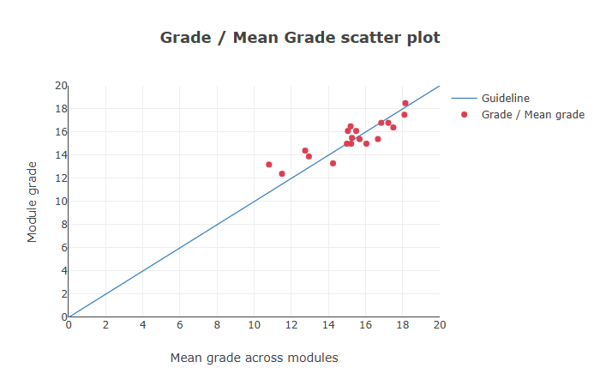 Grade / Mean Grade scatter plot
Guideline
Grade / Mean grade
Module grade
20
18
16
14
12
10
8
6
4
2
0
0 2 4 6 8 10 12 14 16 18 20
Mean grade across modules